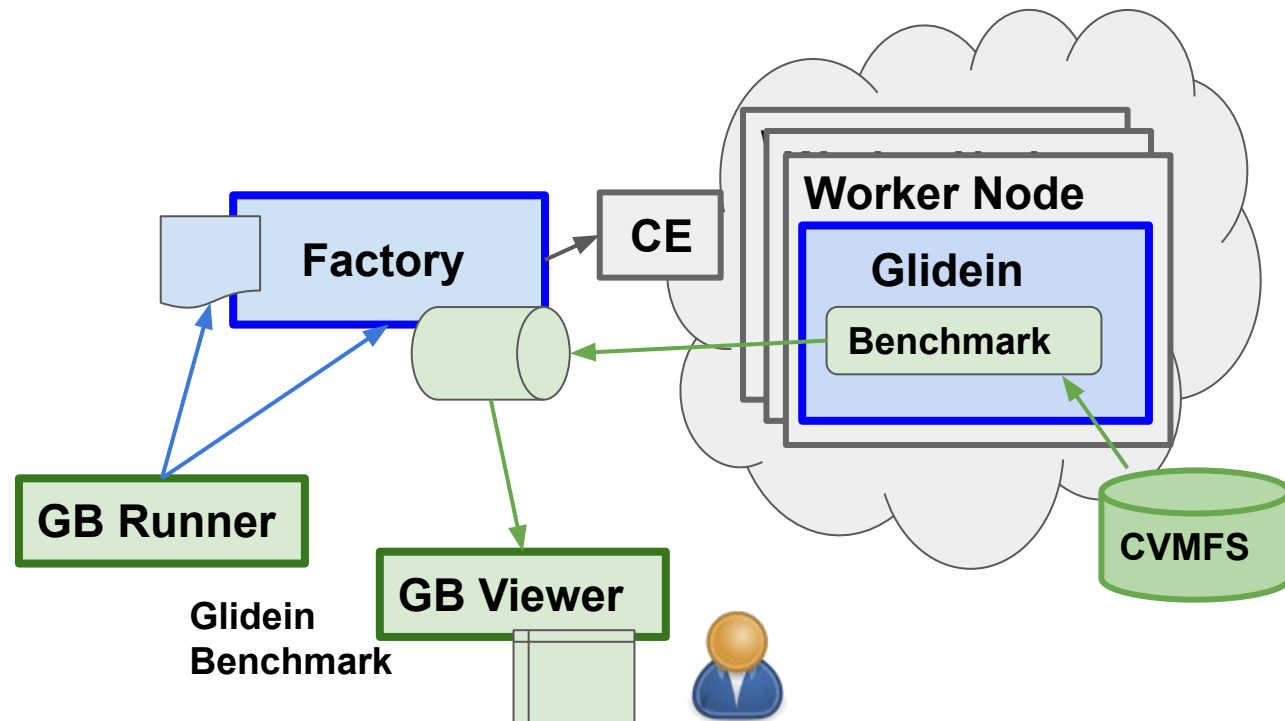 Worker Node
CE
Factory
Glidein
Benchmark
GB Runner
CVMFS
GB Viewer
Glidein
Benchmark